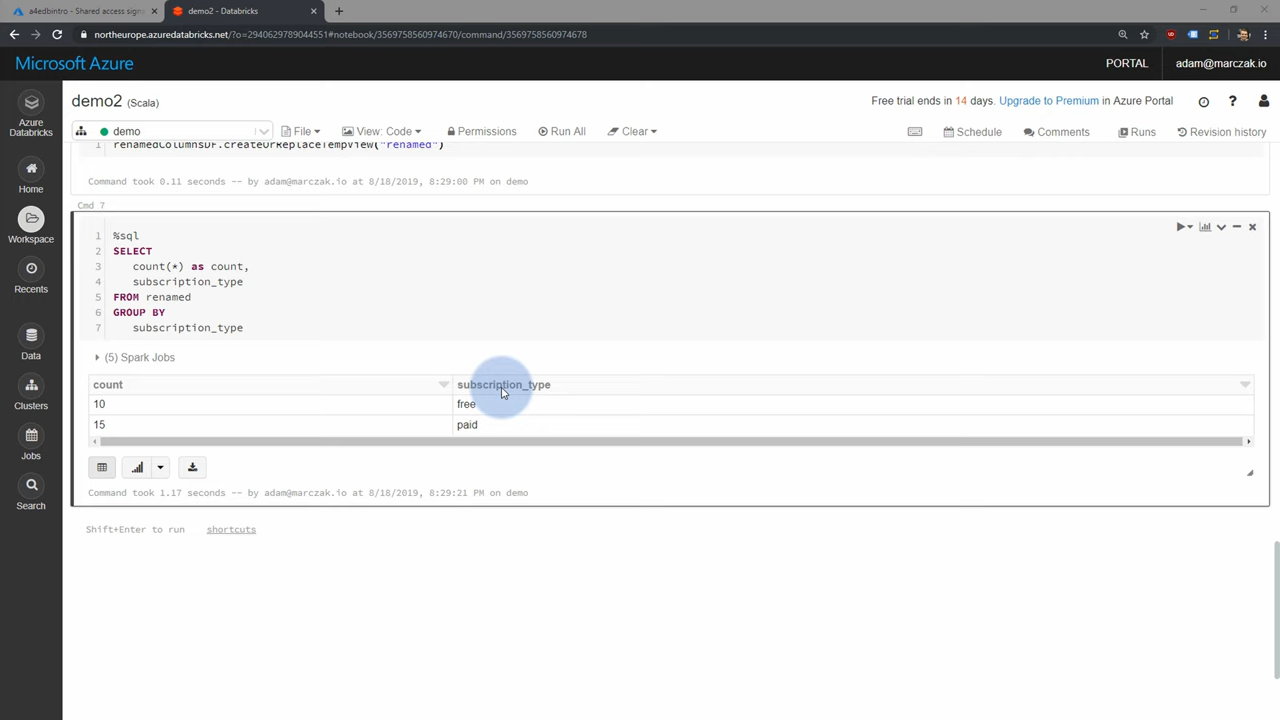 a4edbintro - Shared access sign
demo2 - Databricks
northeurope.azuredatabricks.net/?o=2940629789044551#notebook/3569758560974670/command/3569758560974678
Microsoft Azure
PORTAL
adam@marczak.io
demo2 (Scala)
Free trial ends in 14 days. Upgrade to Premium in Azure Portal
demo
File
View: Code
Permissions
Run All
Clear
Schedule
Comments
Runs
Revision history
Azure
Databricks
Home
Workspace
Recents
Data
Clusters
Jobs
Search
1 renamedColumnsDF.createOrReplaceTempView("renamed")
Command took 0.11 seconds -- by adam@marczak.io at 8/18/2019, 8:29:00 PM on demo
Cmd 7
1 %sql
2 SELECT
3 count(*) as count,
4 subscription_type
5 FROM renamed
6 GROUP BY
7 subscription_type
(5) Spark Jobs
count subscription_type
10 free
15 paid
Command took 1.17 seconds -- by adam@marczak.io at 8/18/2019, 8:29:21 PM on demo
Shift+Enter to run shortcuts